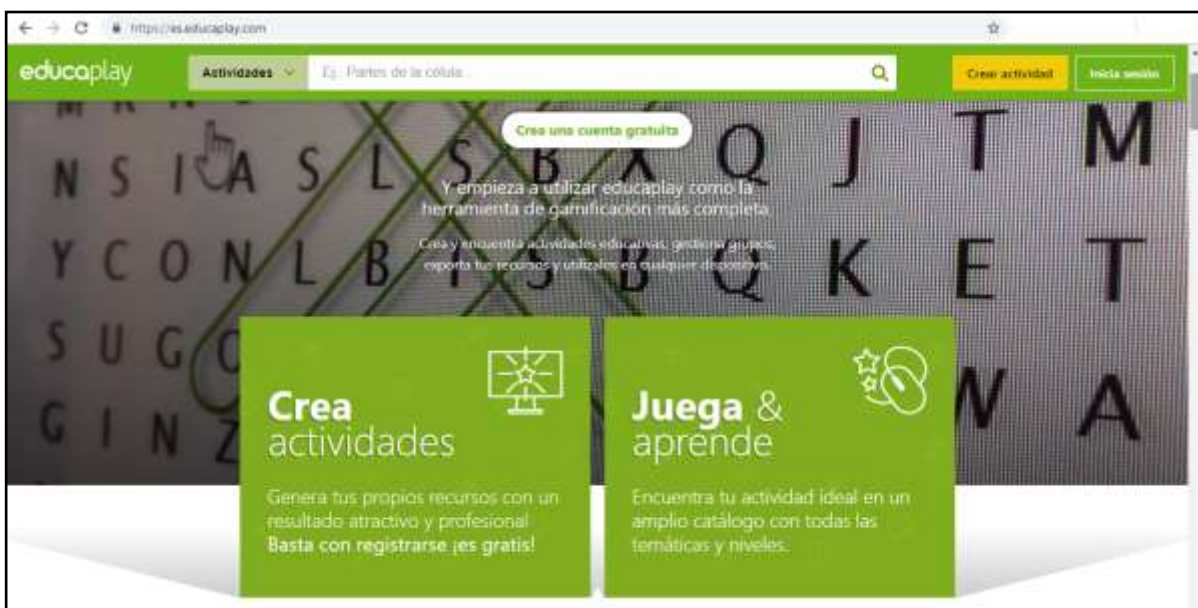 https://es.educaplay.com
educaplay
Actividades
Ej: Partes de la célula...
Crear actividad
Inicia sesión
Crea una cuenta gratuita
Y empieza a utilizar educaplay como la
herramienta de gamificación más completa.
Crea y encuentra actividades educativas, gestiona grupos,
exporta tus recursos y utilízalos en cualquier dispositivo.
N S I A S L S B X Q J T M
Y C O N L B T S B Q K E T
S U G
G I N Z
W A
Crea
actividades
Genera tus propios recursos con un
resultado atractivo y profesional
Basta con registrarse ¡es gratis!
Juega &
aprende
Encuentra tu actividad ideal en un
amplio catálogo con todas las
temáticas y niveles.